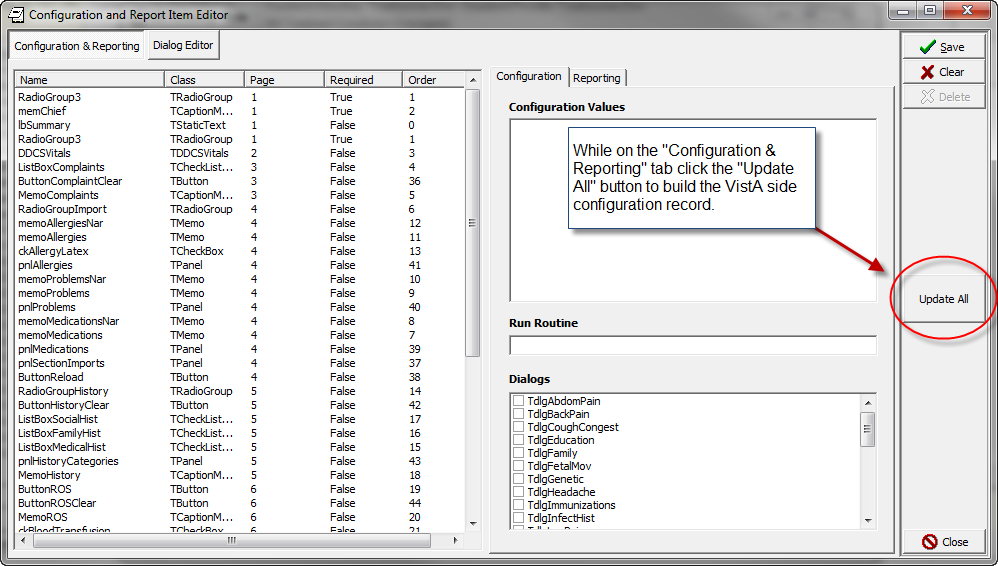 Configuration and Report Item Editor
Configuration & Reporting Dialog Editor
Name Class Page Required Order
RadioGroup3 TRadioGroup 1 True 1
memChief TCaptionM... 1 True 2
lbSummary TStaticText 1 False 0
RadioGroup3 TRadioGroup 1 True 1
DDCSVitals TDDCSVitals 2 False 3
ListBoxComplaints TCheckList... 3 False 4
ButtonComplaintClear TButton 3 False 36
MemoComplaints TCaptionM... 3 False 5
RadioGroupImport TRadioGroup 4 False 6
memoAllergiesNar TMemo 4 False 12
memoAllergies TMemo 4 False 11
ckAllergyLatex TCheckBox 4 False 13
pnlAllergies TPanel 4 False 41
memoProblemsNar TMemo 4 False 10
memoProblems TMemo 4 False 9
pnlProblems TPanel 4 False 40
memoMedicationsNar TMemo 4 False 8
memoMedications TMemo 4 False 7
pnlMedications TPanel 4 False 39
pnlSectionImports TPanel 4 False 37
ButtonReload TButton 4 False 38
RadioGroupHistory TRadioGroup 5 False 14
ButtonHistoryClear TButton 5 False 42
ListBoxSocialHist TCheckList... 5 False 17
ListBoxFamilyHist TCheckList... 5 False 16
ListBoxMedicalHist TCheckList... 5 False 15
pnlHistoryCategories TPanel 5 False 43
MemoHistory TCaptionM... 5 False 18
ButtonROS TButton 6 False 19
ButtonROSClear TButton 6 False 44
MemoROS TCaptionM... 6 False 20
ckBloodTransfusion TCheckBox 6 False 21
Configuration Reporting
Configuration Values
While on the "Configuration &
Reporting" tab click the "Update
All" button to build the VistA side
configuration record.
Run Routine
Dialogs
TdlgAbdomPain
TdlgBackPain
TdlgCoughCongest
TdlgEducation
TdlgFamily
TdlgFetalMov
TdlgGenetic
TdlgHeadache
TdlgImmunizations
TdlgInfectHist
Save
Clear
Delete
Update All
Close